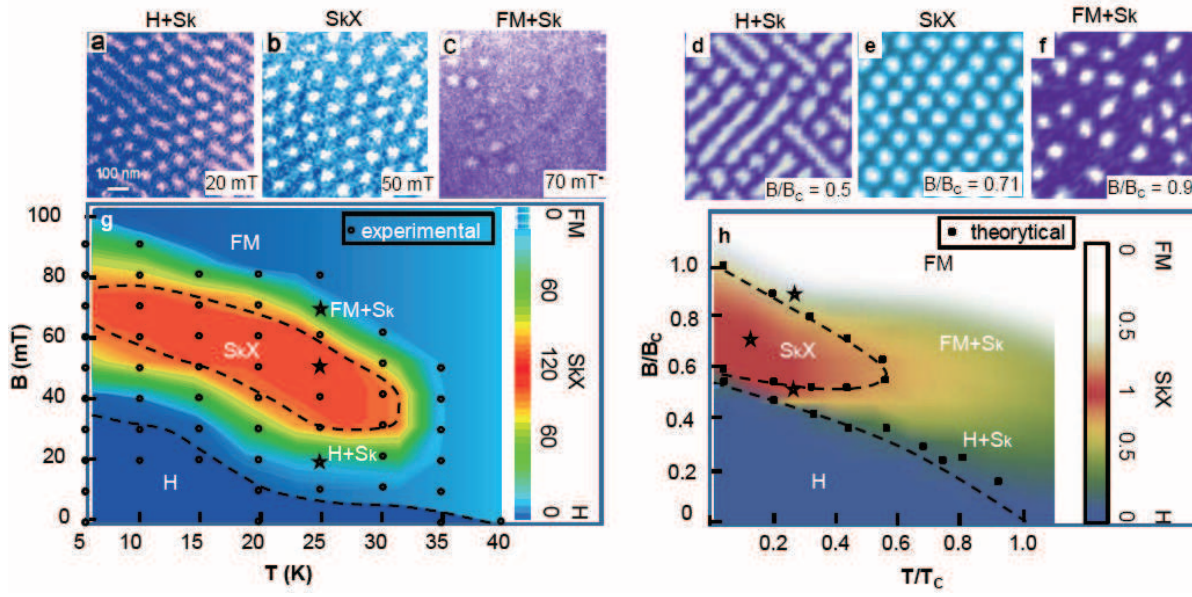 H+Sk SkX FM+Sk H+Sk SkX FM+Sk
a b c d e f
100 nm
20 mT 50 mT 70 mT B/BC = 0.5 B/BC = 0.71 B/BC = 0.9
g
FM
experimental
FM+Sk
SkX
H+Sk
H
B (mT)
100
80
60
40
20
0
5 10 15 20 25 30 35 40
T (K)
0 FM
60
120 SkX
60
0 H
h
theorytical
FM
SkX
FM+Sk
H+Sk
H
B/BC
1.0
0.8
0.6
0.4
0.2
0
0.2 0.4 0.6 0.8 1.0
T/TC
0 FM
0.5
1 SkX
0.5
0 H